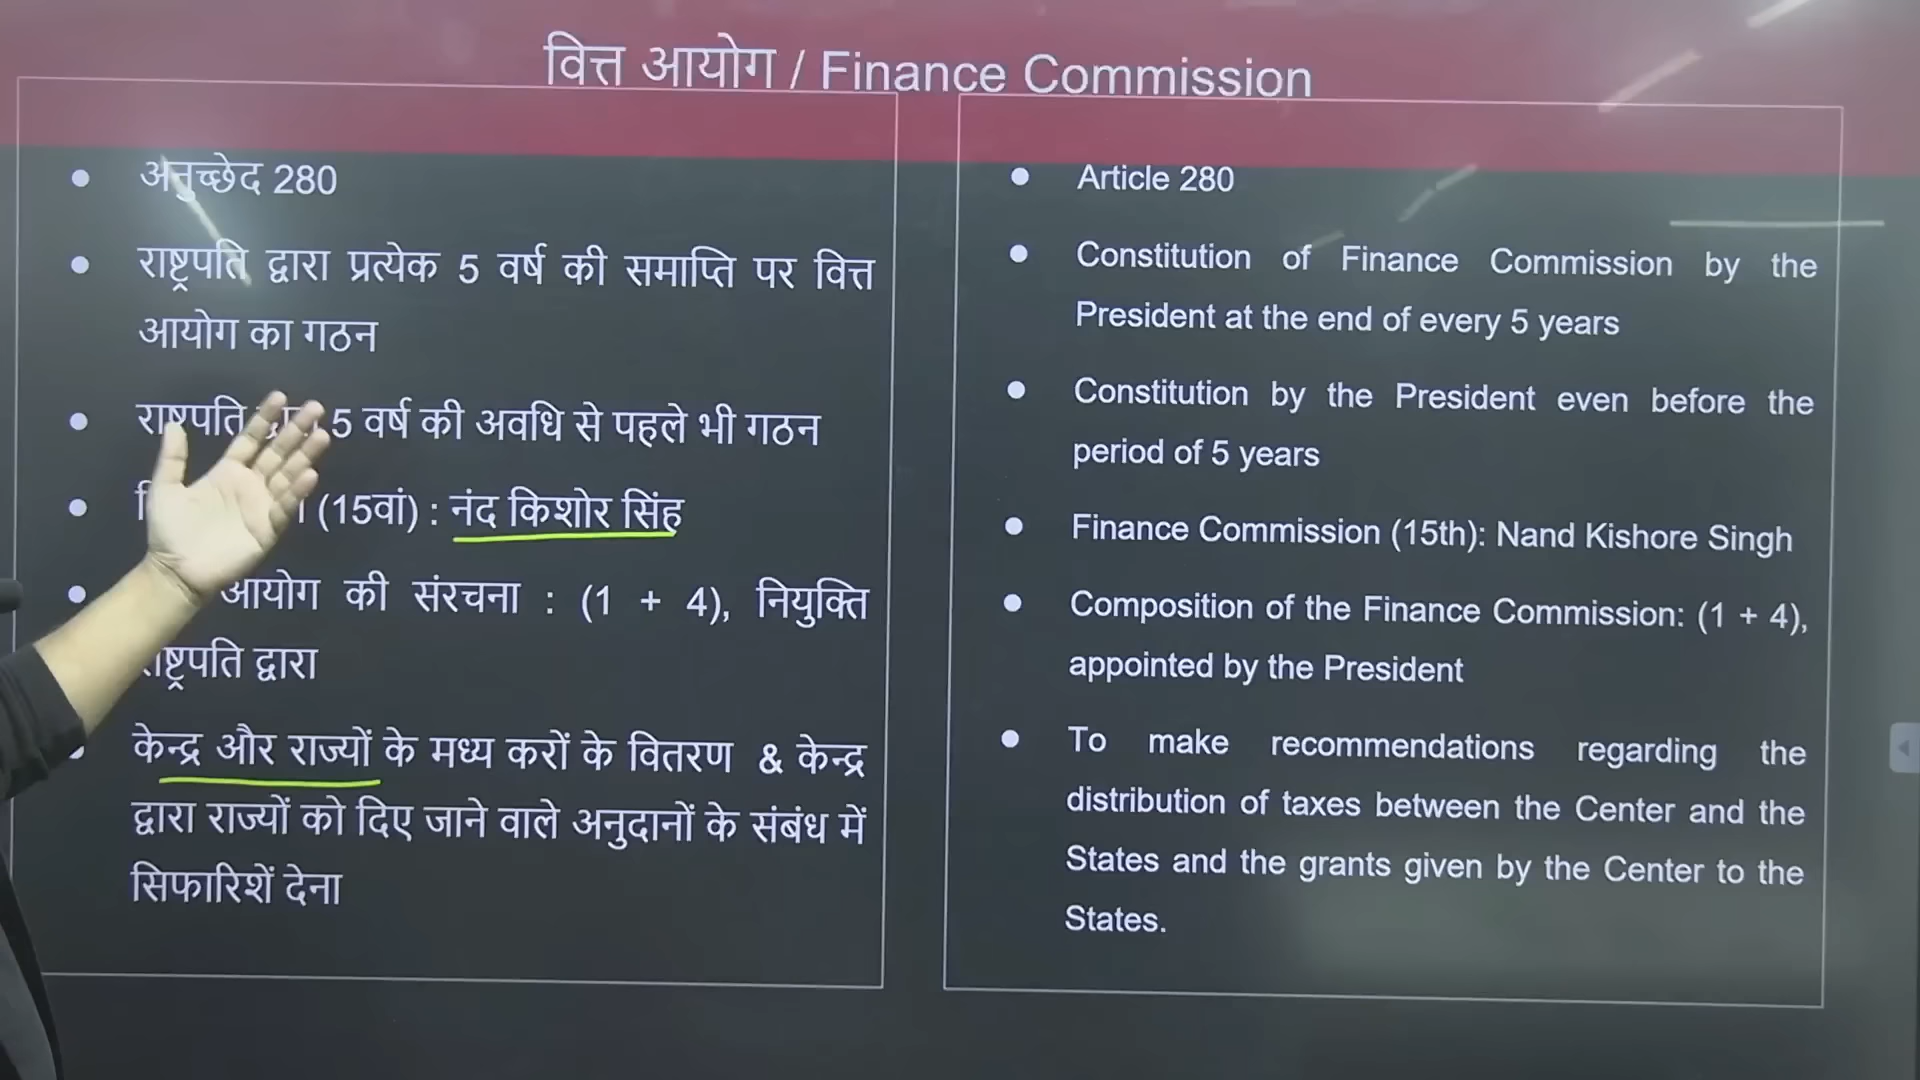 वित्त आयोग / Finance Commission
अनुच्छेद 280
राष्ट्रपति द्वारा प्रत्येक 5 वर्ष की समाप्ति पर वित्त
आयोग का गठन
राष्ट्रपति 5 वर्ष की अवधि से पहले भी गठन
(15वां) : नंद किशोर सिंह
आयोग की संरचना : (1 + 4), नियुक्ति
राष्ट्रपति द्वारा
केन्द्र और राज्यों के मध्य करों के वितरण & केन्द्र
द्वारा राज्यों को दिए जाने वाले अनुदानों के संबंध में
सिफारिशें देना
Article 280
Constitution of Finance Commission by the
President at the end of every 5 years
Constitution by the President even before the
period of 5 years
Finance Commission (15th): Nand Kishore Singh
Composition of the Finance Commission: (1 + 4),
appointed by the President
To make recommendations regarding the
distribution of taxes between the Center and the
States and the grants given by the Center to the
States.